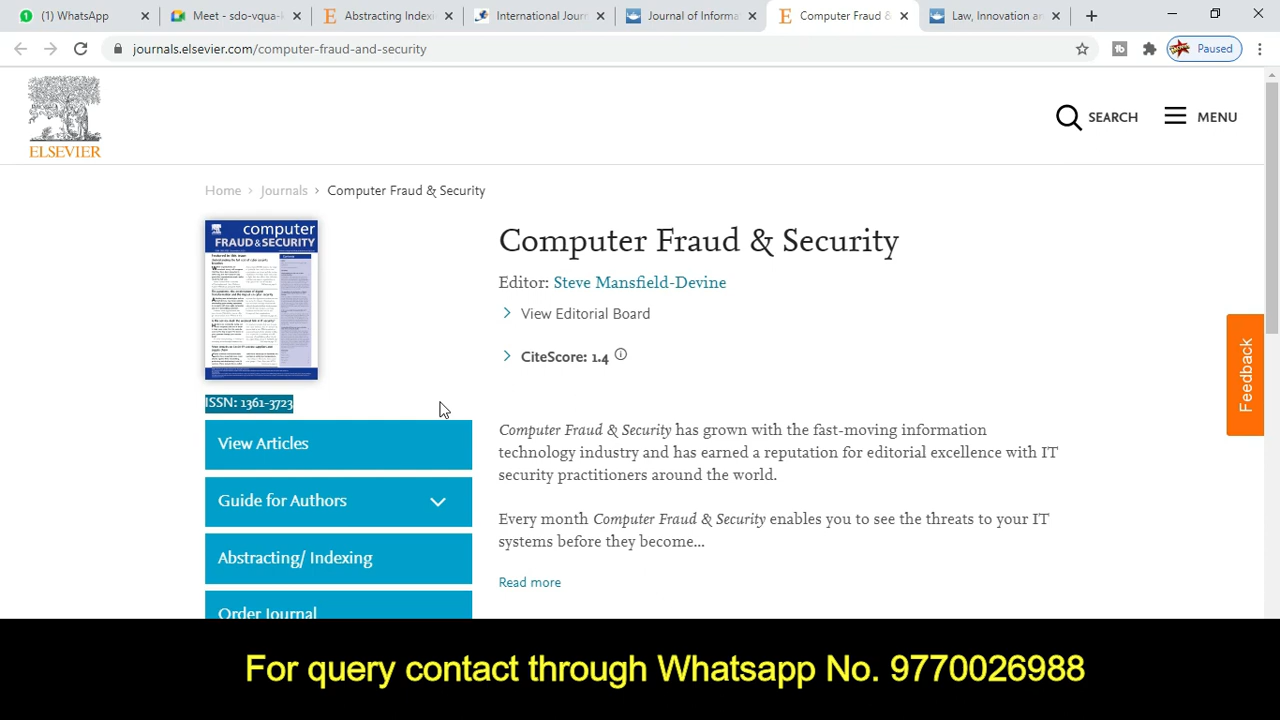 (1) WhatsApp
Meet - sdo-vqua-
Abstracting Indexi
International Jour
Journal of Informa
Computer Fraud &
Law, Innovation an
journals.elsevier.com/computer-fraud-and-security
Paused
ELSEVIER
SEARCH
MENU
Home > Journals > Computer Fraud & Security
computer
FRAUD & SECURITY
Computer Fraud & Security
Editor: Steve Mansfield-Devine
View Editorial Board
CiteScore: 1.4
ISSN: 1361-3723
View Articles
Guide for Authors
Abstracting/ Indexing
Order Journal
Computer Fraud & Security has grown with the fast-moving information
technology industry and has earned a reputation for editorial excellence with IT
security practitioners around the world.
Every month Computer Fraud & Security enables you to see the threats to your IT
systems before they become...
Read more
Feedback
For query contact through Whatsapp No. 9770026988